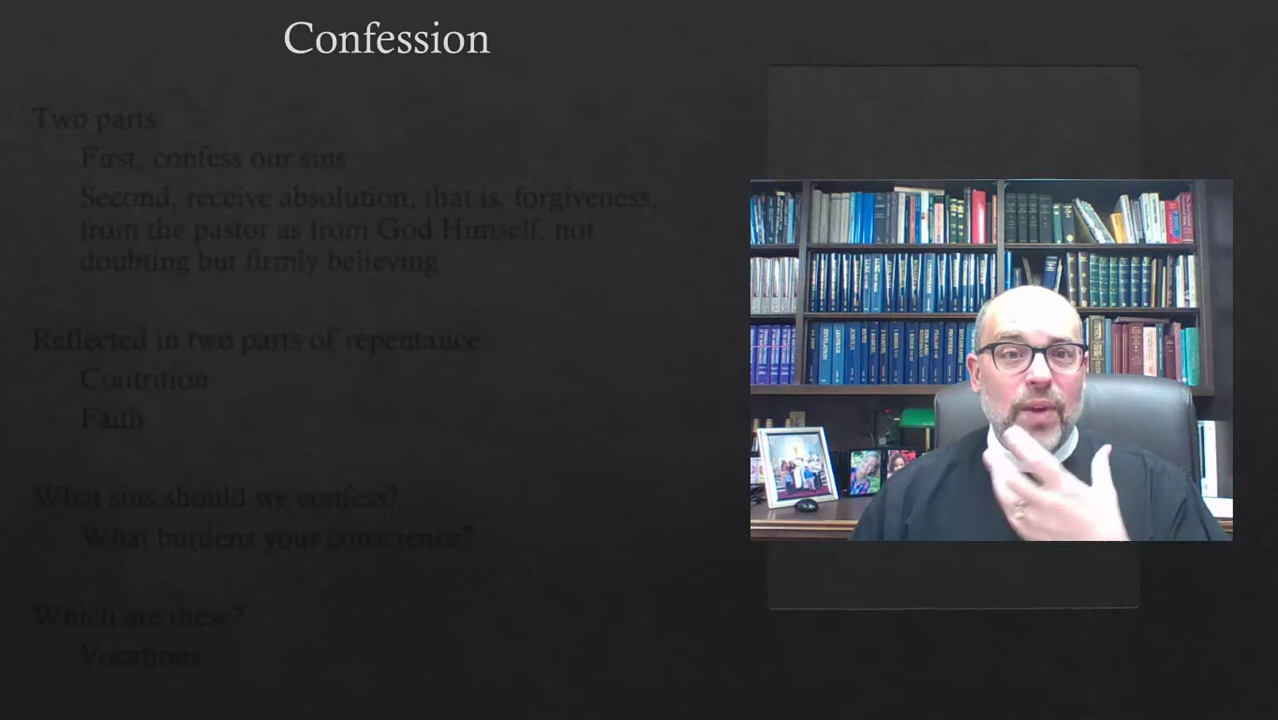 Confession
Two parts
First, confess our sins
Second, receive absolution, that is, forgiveness,
from the pastor as from God Himself, not
doubting but firmly believing
Reflected in two parts of repentance
Contrition
Faith
What sins should we confess?
What burdens your conscience?
Which are these?
Vocations